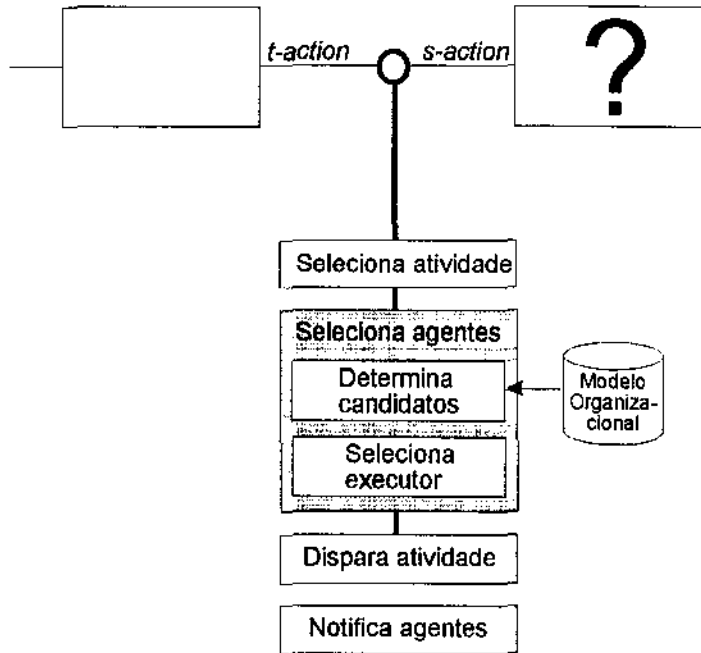 t-action
s-action
?
Seleciona atividade
Seleciona agentes
Determina
candidatos
Modelo
Organiza-
cional
Seleciona
executor
Dispara atividade
Notifica agentes